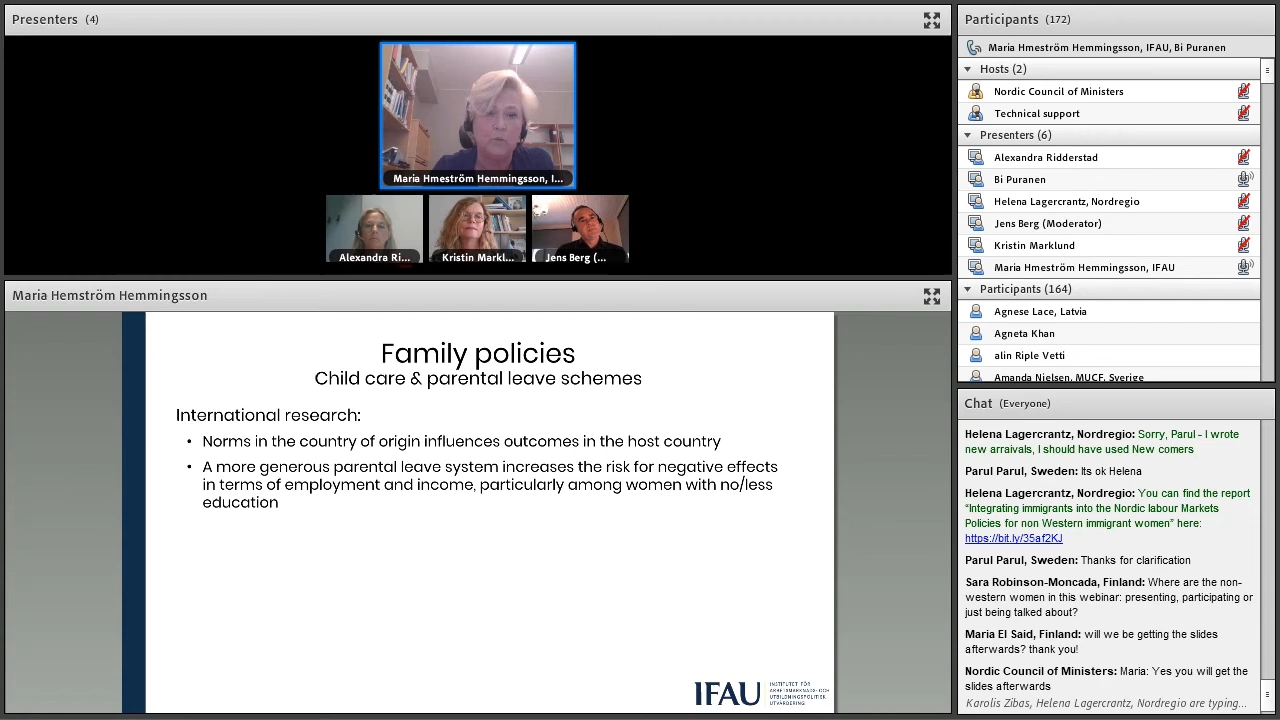 Presenters (4)
Maria Hmeström Hemmingsson, I...
Alexandra Ri...
Kristin Markl...
Jens Berg (...
Maria Hemström Hemmingsson
Family policies
Child care & parental leave schemes
International research:
• Norms in the country of origin influences outcomes in the host country
• A more generous parental leave system increases the risk for negative effects
in terms of employment and income, particularly among women with no/less
education
IFAU
INSTITUTET FÖR
ARBETSMARKNADS- OCH
UTBILDNINGSPOLITISK
UTVÄRDERING
Participants (172)
Maria Hmeström Hemmingsson, IFAU, Bi Puranen
Hosts (2)
Nordic Council of Ministers
Technical support
Presenters (6)
Alexandra Ridderstad
Bi Puranen
Helena Lagercrantz, Nordregio
Jens Berg (Moderator)
Kristin Marklund
Maria Hmeström Hemmingsson, IFAU
Participants (164)
Agnese Lace, Latvia
Agneta Khan
alin Riple Vetti
Amanda Nielsen, MUCF, Sverige
Chat (Everyone)
Helena Lagercrantz, Nordregio: Sorry, Parul - I wrote
new arraivals, I should have used New comers
Parul Parul, Sweden: Its ok Helena
Helena Lagercrantz, Nordregio: You can find the report
"Integrating immigrants into the Nordic labour Markets
Policies for non Western immigrant women" here:
https://bit.ly/35af2KJ
Parul Parul, Sweden: Thanks for clarification
Sara Robinson-Moncada, Finland: Where are the non-
western women in this webinar: presenting, participating or
just being talked about?
Maria El Said, Finland: will we be getting the slides
afterwards? thank you!
Nordic Council of Ministers: Maria: Yes you will get the
slides afterwards
Karolis Zibas, Helena Lagercrantz, Nordregio are typing...